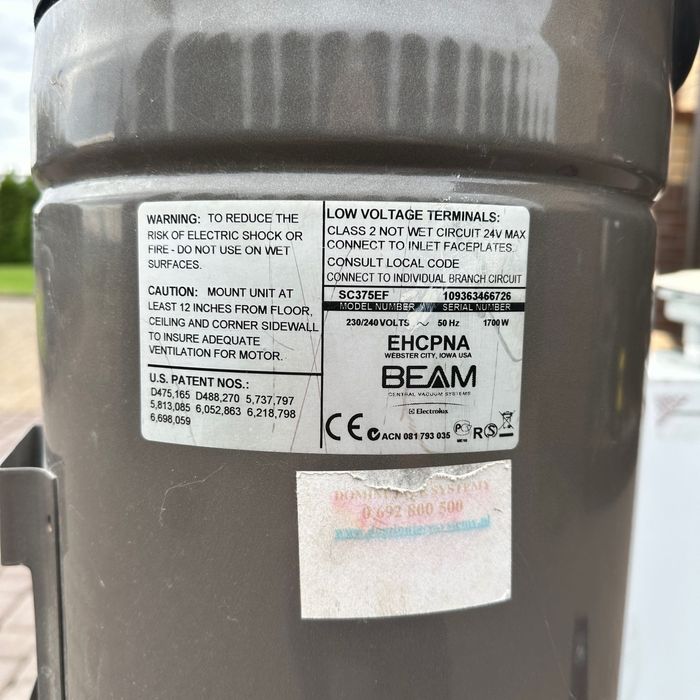 WARNING: TO REDUCE THE
RISK OF ELECTRIC SHOCK OR
FIRE - DO NOT USE ON WET
SURFACES.
CAUTION: MOUNT UNIT AT
LEAST 12 INCHES FROM FLOOR,
CEILING AND CORNER SIDEWALL
TO INSURE ADEQUATE
VENTILATION FOR MOTOR.
U.S. PATENT NOS.:
D475,165 D488,270 5,737,797
5,813,085 6,052,863 6,218,798
6,698,059
LOW VOLTAGE TERMINALS:
CLASS 2 NOT WET CIRCUIT 24V MAX
CONNECT TO INLET FACEPLATES.
CONSULT LOCAL CODE
CONNECT TO INDIVIDUAL BRANCH CIRCUIT
SC375EF 109363466726
MODEL NUMBER SERIAL NUMBER
230/240VOLTS ~ 50 Hz 1700W
EHCPNA
WEBSTER CITY, IOWA USA
BEAM
CENTRAL VACUUM SYSTEMS
Electrolux
CE ACN 081 793 035
SYSTEMY
0 692 800 500